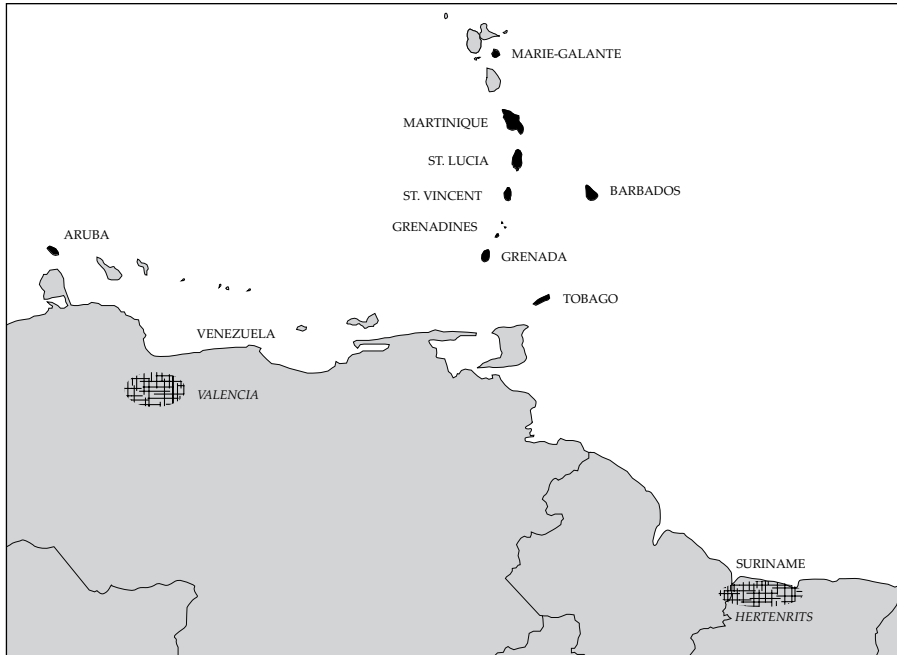 MARIE-GALANTE
MARTINIQUE
ST. LUCIA
ST. VINCENT
BARBADOS
GRENADINES
ARUBA
GRENADA
TOBAGO
VENEZUELA
VALENCIA
SURINAME
HERTENRITS